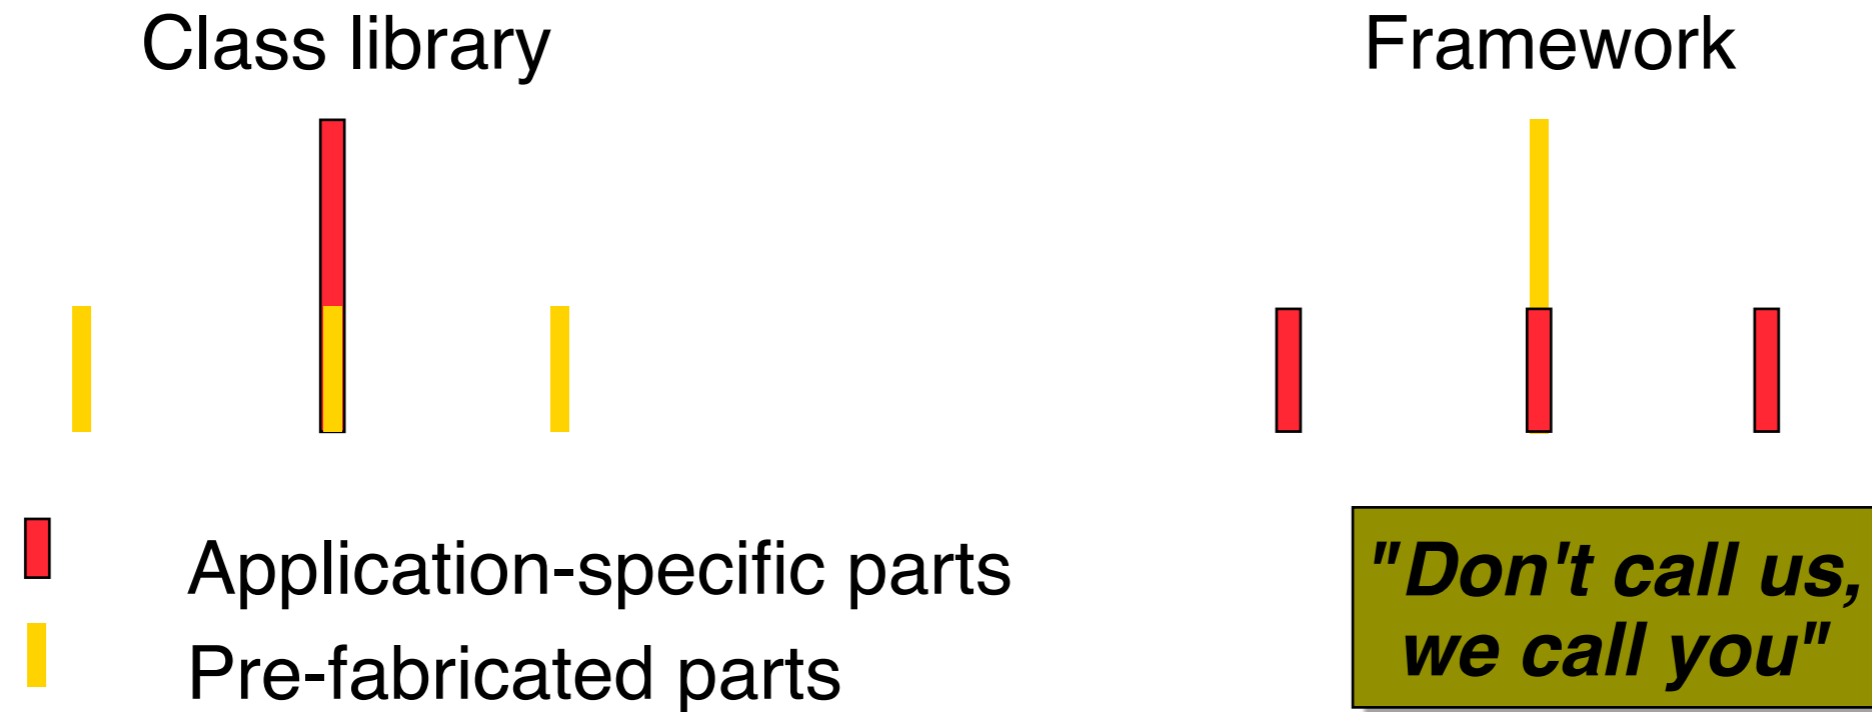 Class library
Framework
Application-specific parts
Pre-fabricated parts
"Don't call us,
we call you"